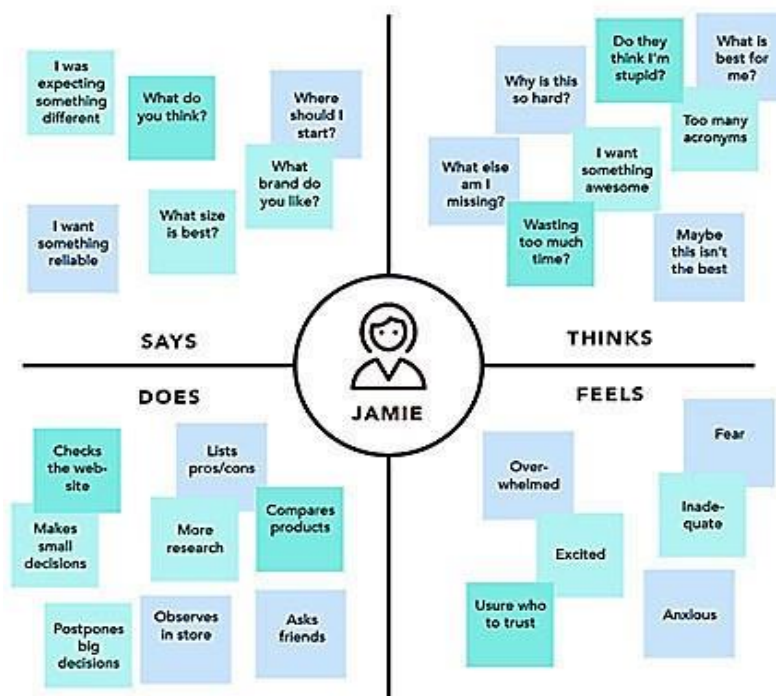 I was
expecting
something
different
What do
you think?
Where
should I
start?
What
brand do
you like?
I want
something
reliable
What size
is best?
SAYS
Why is this
so hard?
Do they
think I'm
stupid?
What is
best for
me?
Too many
acronyms
What else
am I
missing?
I want
something
awesome
Wasting
too much
time?
Maybe
this isn't
the best
THINKS
JAMIE
DOES
Checks
the web-
site
Lists
pros/cons
Makes
small
decisions
More
research
Compares
products
Postpones
big
decisions
Observes
in store
Asks
friends
FEELS
Over-
whelmed
Fear
Excited
Inade-
quate
Usure who
to trust
Anxious